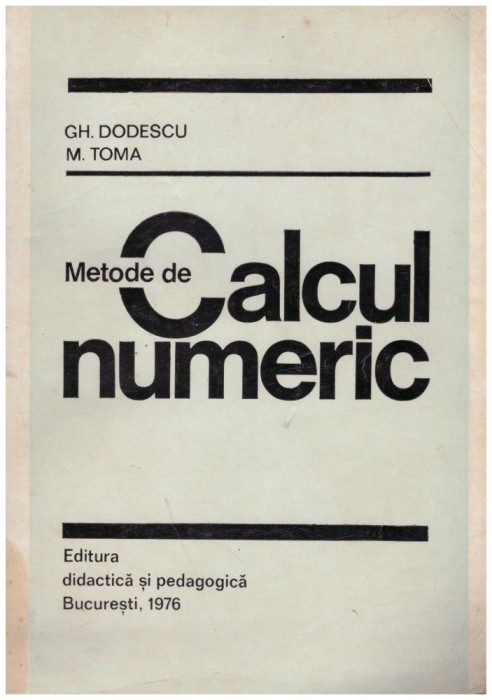 GH. DODESCU
M. TOMA
Metode de Calcul
numeric
Editura
didactică și pedagogică
București, 1976